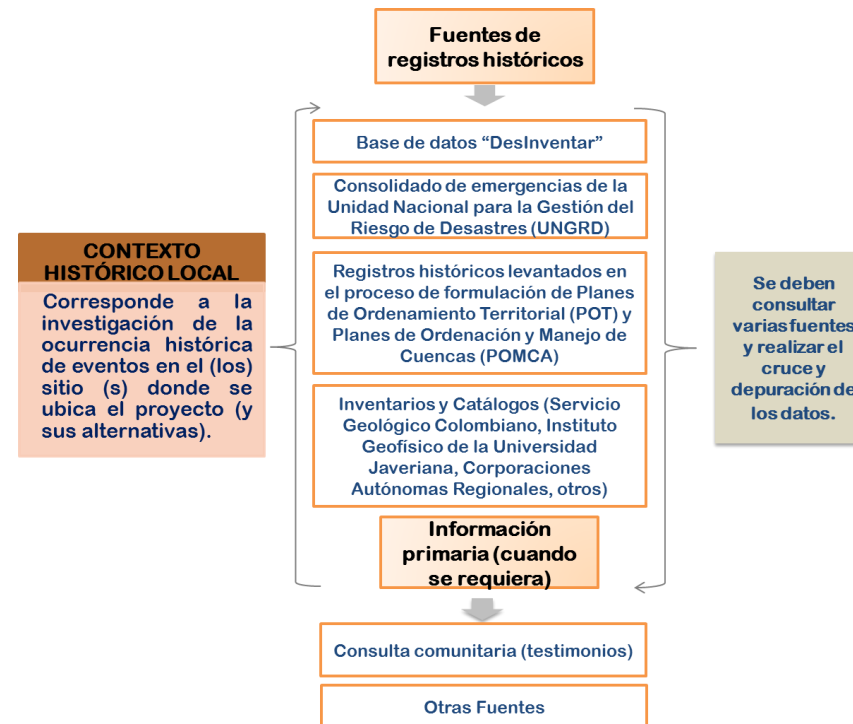 Fuentes de
registros históricos
Base de datos “DesInventar”
Consolidado de emergencias de la
Unidad Nacional para la Gestión del
Riesgo de Desastres (UNGRD)
CONTEXTO
HISTÓRICO LOCAL
Corresponde a la
investigación de la
ocurrencia histórica
de eventos en el (los)
sitio (s) donde se
ubica el proyecto (y
sus alternativas).
Registros históricos levantados en
el proceso de formulación de Planes
de Ordenamiento Territorial (POT) y
Planes de Ordenación y Manejo de
Cuencas (POMCA)
Se deben
consultar
varias fuentes
y realizar el
cruce y
depuración de
los datos.
Inventarios y Catálogos (Servicio
Geológico Colombiano, Instituto
Geofísico de la Universidad
Javeriana, Corporaciones
Autónomas Regionales, otros)
Información
primaria (cuando
se requiera)
Consulta comunitaria (testimonios)
Otras Fuentes